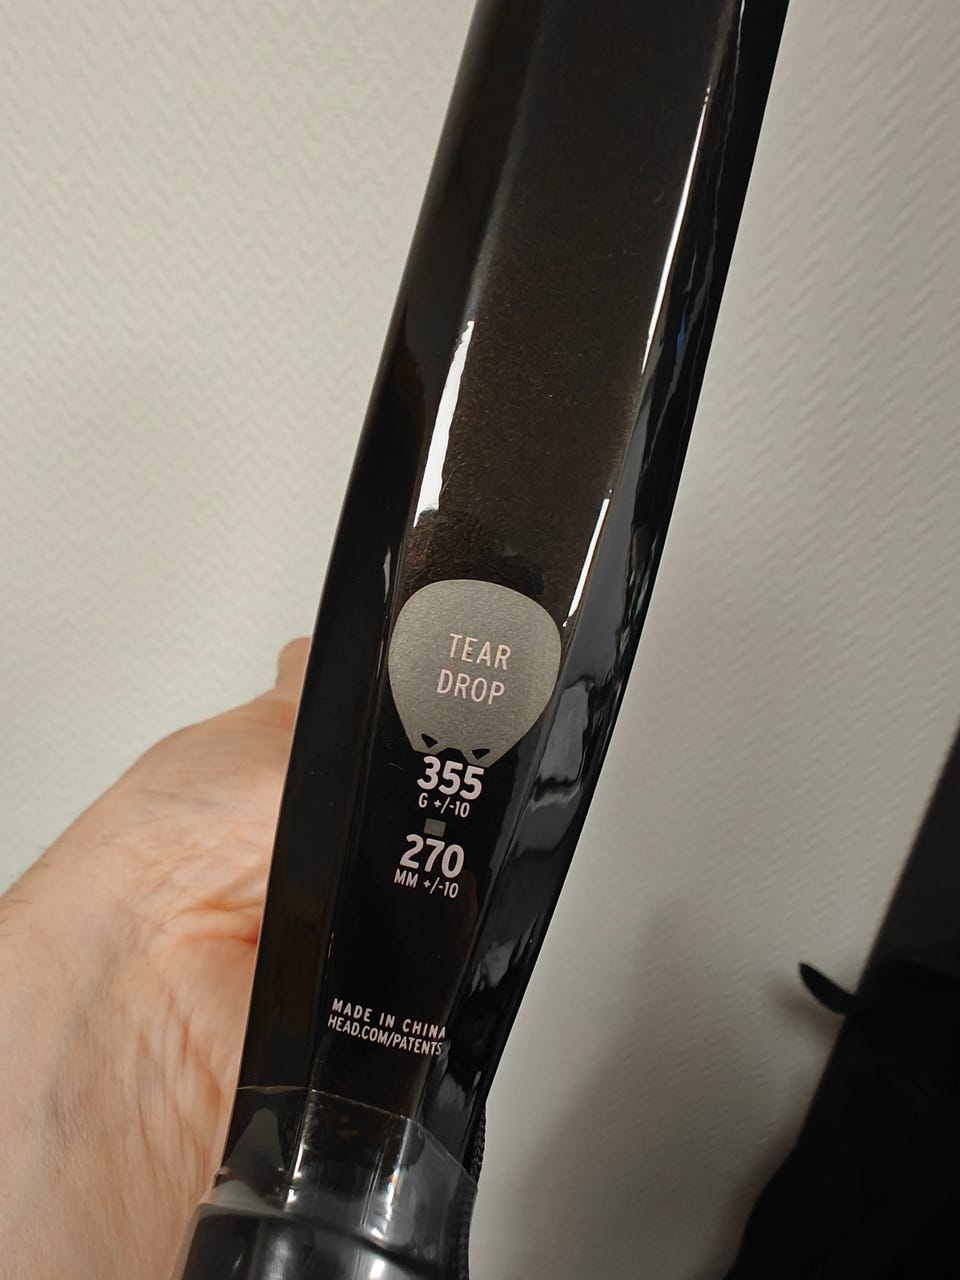 TEAR
DROP
355
G +/-10
270
MM +/-10
MADE IN CHINA
HEAD.COM/PATENTS